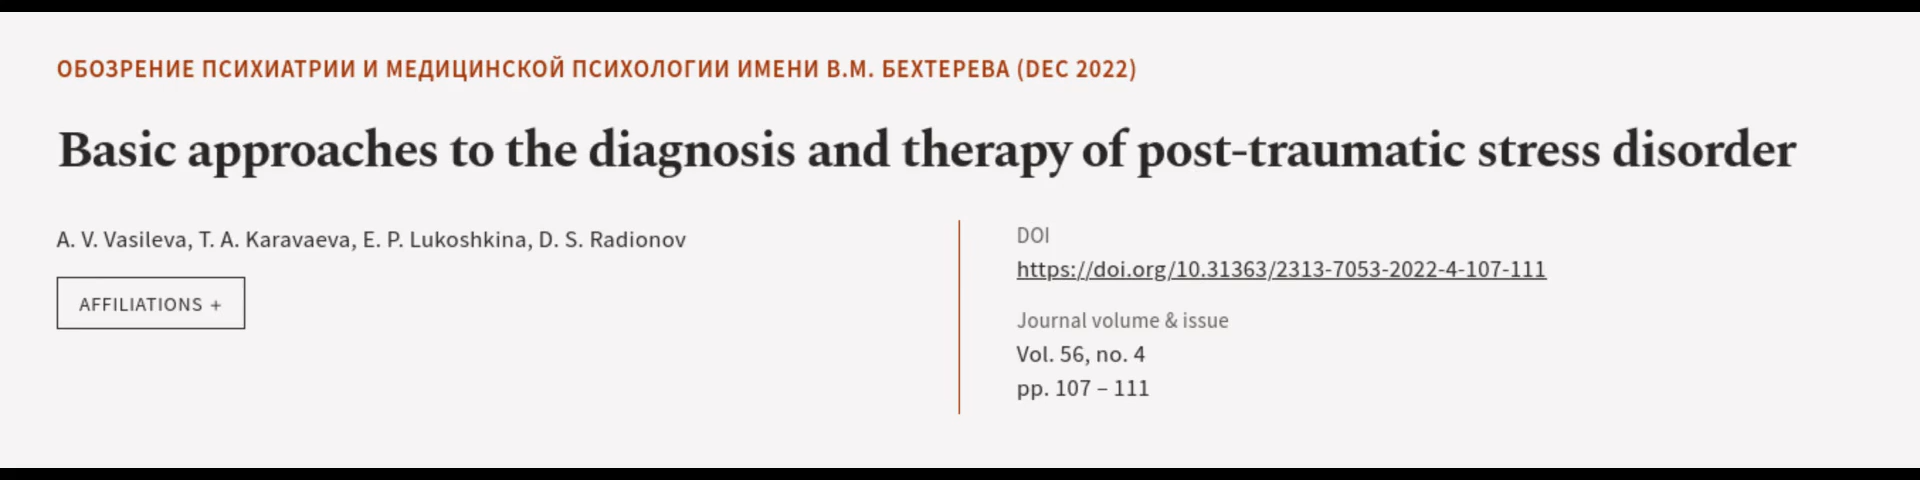 ОБОЗРЕНИЕ ПСИХИАТРИИ И МЕДИЦИНСКОЙ ПСИХОЛОГИИ ИМЕНИ В.М. БЕХТЕРЕВА (DEC 2022)
Basic approaches to the diagnosis and therapy of post-traumatic stress disorder
A. V. Vasileva, T. A. Karavaeva, E. P. Lukoshkina, D. S. Radionov
AFFILIATIONS +
DOI
https://doi.org/10.31363/2313-7053-2022-4-107-111
Journal volume & issue
Vol. 56, no. 4
pp. 107 – 111